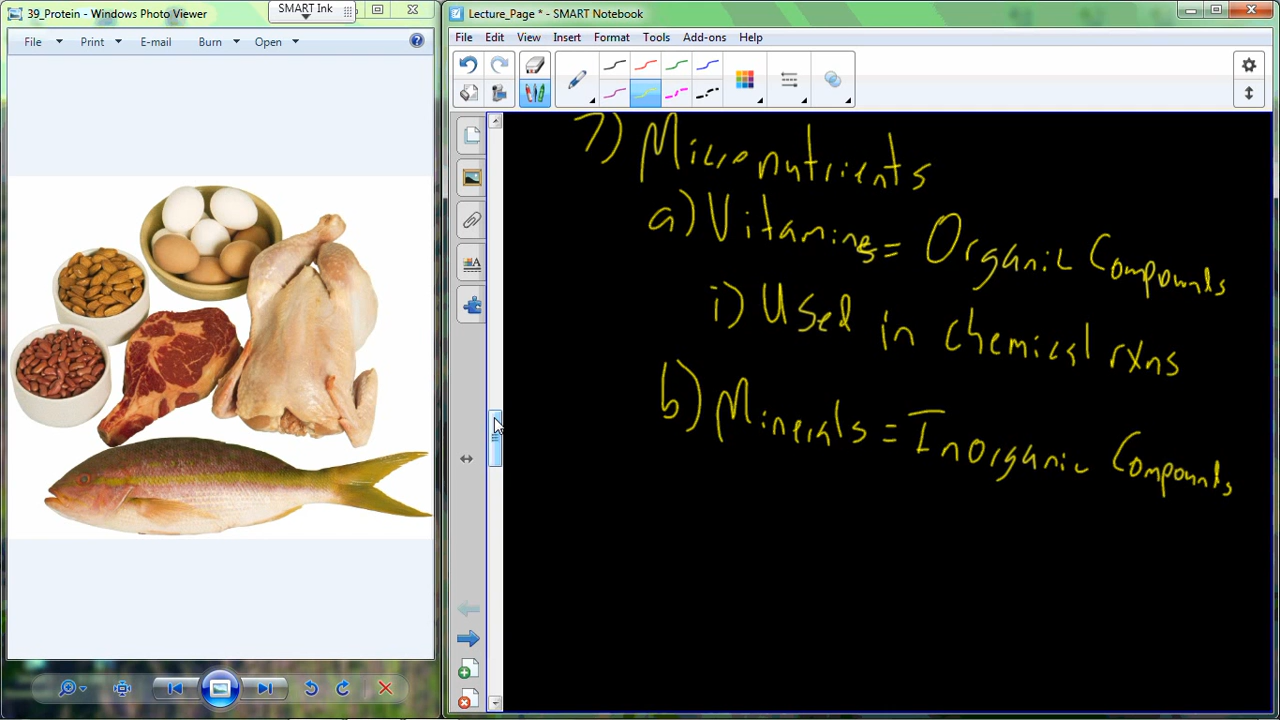 39_Protein - Windows Photo Viewer
SMART Ink
File Print E-mail Burn Open
Lecture_Page * - SMART Notebook
File Edit View Insert Format Tools Add-ons Help
7) Micronutrients
a) Vitamins = Organic Compounds
i) Used in chemical rxns
b) Minerals = Inorganic Compounds